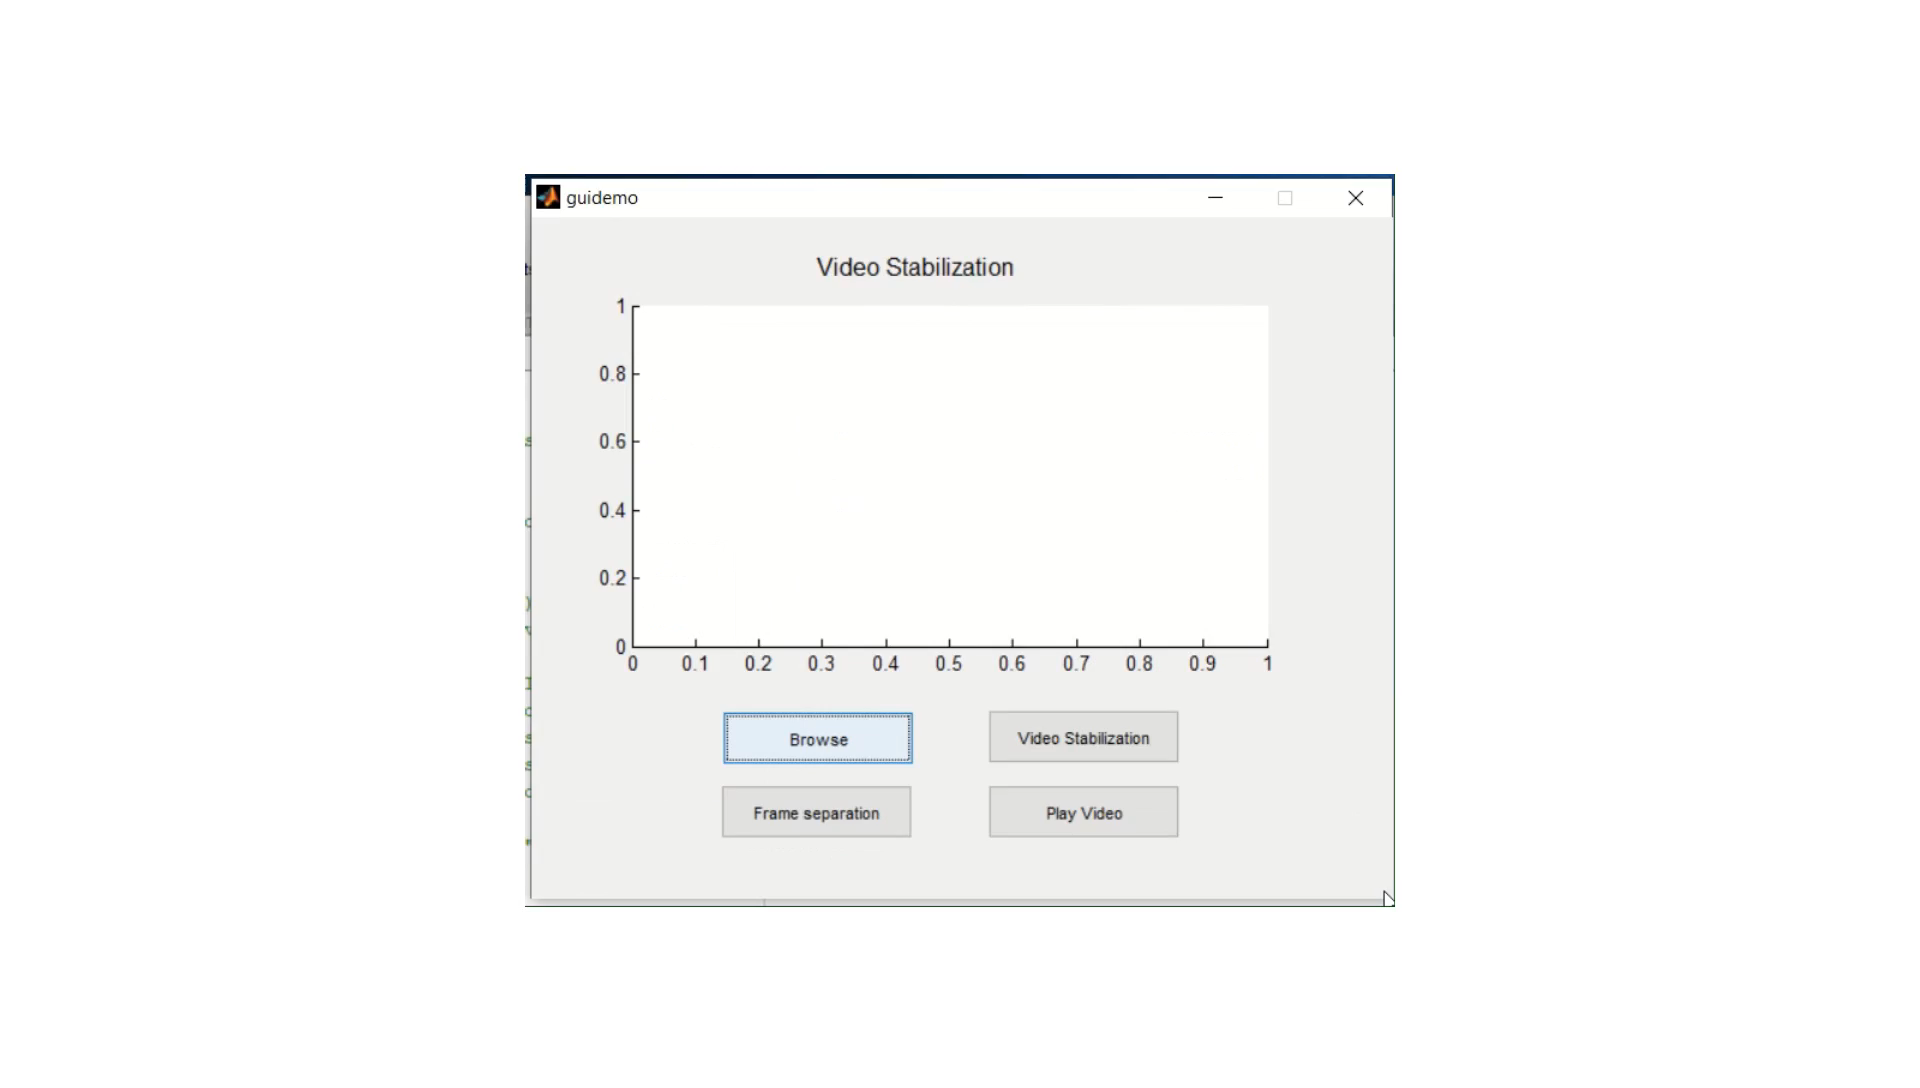 guidemo
Video Stabilization
1
0.8
0.6
0.4
0.2
0
0 0.1 0.2 0.3 0.4 0.5 0.6 0.7 0.8 0.9 1
Browse Video Stabilization
Frame separation Play Video